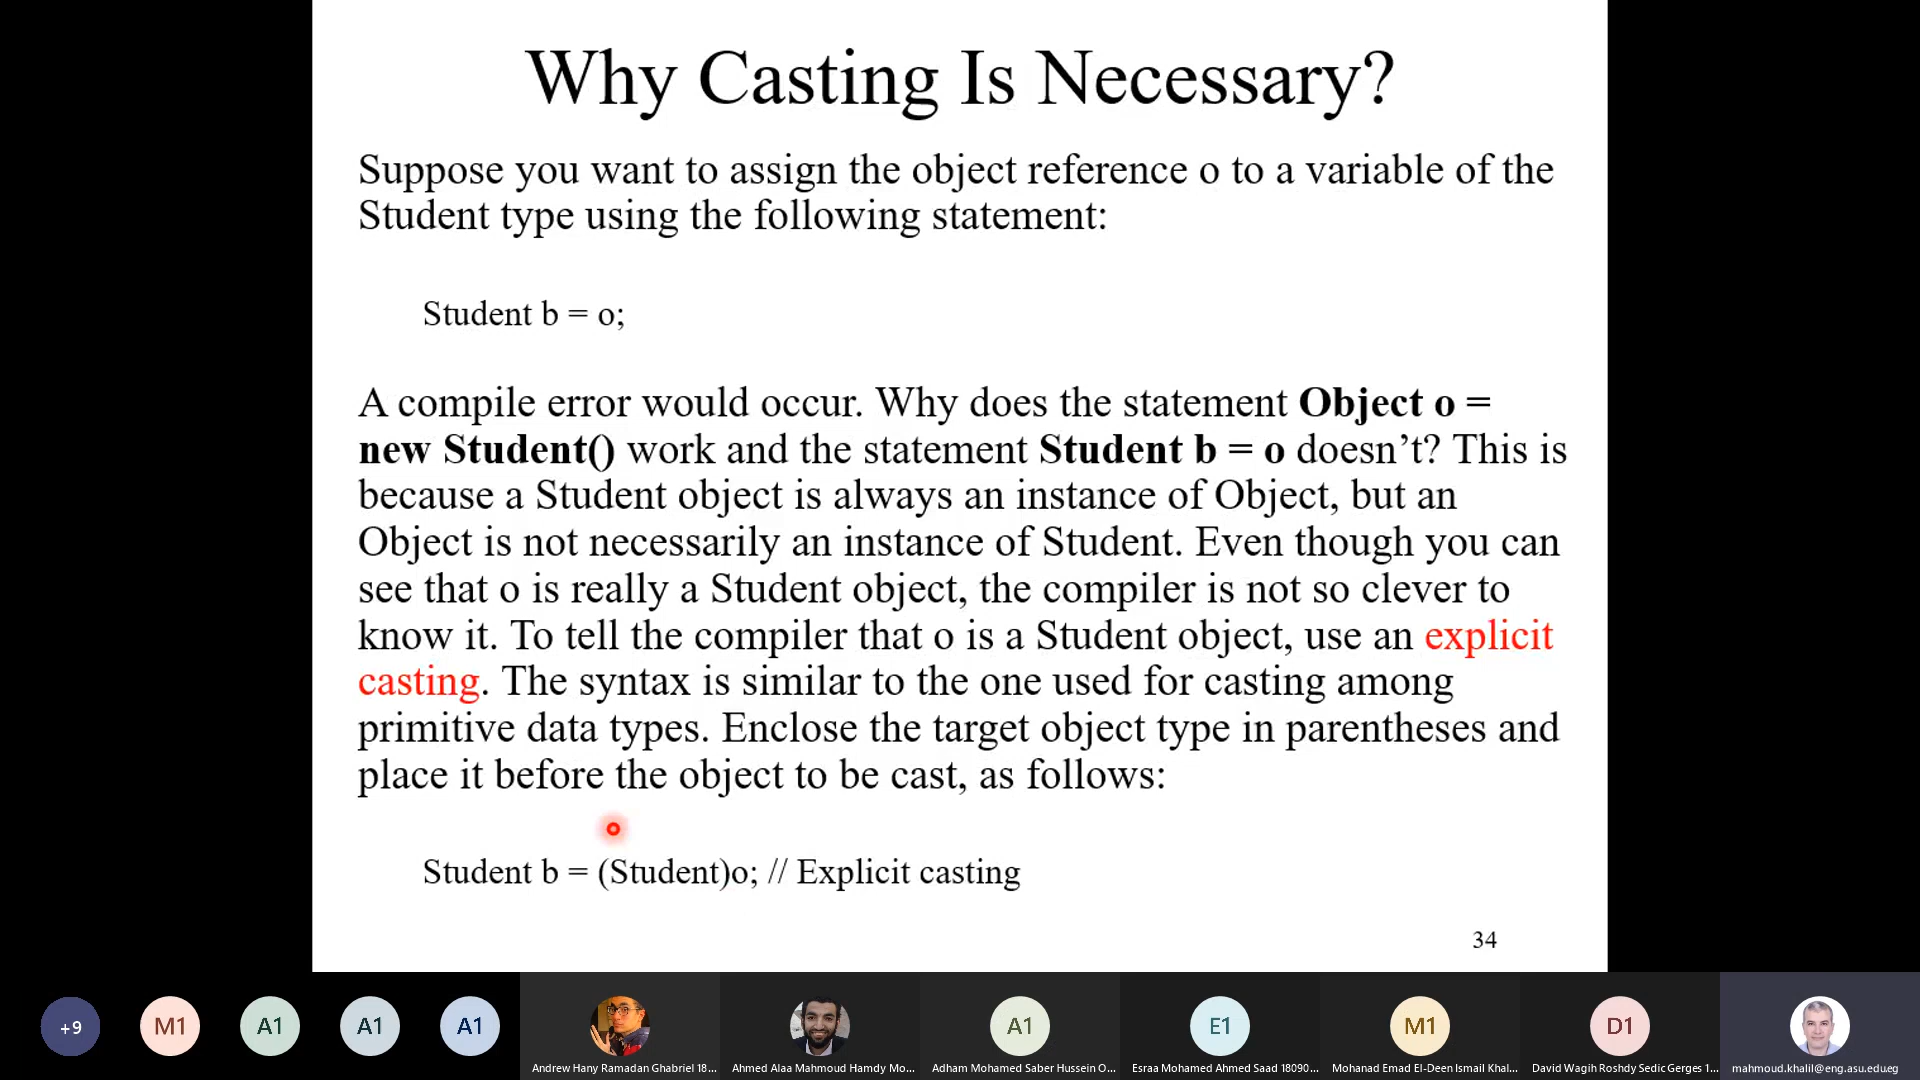 Why Casting Is Necessary?
Suppose you want to assign the object reference o to a variable of the
Student type using the following statement:
Student b = o;
A compile error would occur. Why does the statement Object o =
new Student() work and the statement Student b = o doesn’t? This is
because a Student object is always an instance of Object, but an
Object is not necessarily an instance of Student. Even though you can
see that o is really a Student object, the compiler is not so clever to
know it. To tell the compiler that o is a Student object, use an explicit
casting. The syntax is similar to the one used for casting among
primitive data types. Enclose the target object type in parentheses and
place it before the object to be cast, as follows:
Student b = (Student)o; // Explicit casting
34
+9
M1
A1
A1
A1
A1
E1
M1
D1
Andrew Hany Ramadan Ghabriel 18...
Ahmed Alaa Mahmoud Hamdy Mo...
Adham Mohamed Saber Hussein O...
Esraa Mohamed Ahmed Saad 18090...
Mohanad Emad El-Deen Ismail Khal...
David Wagih Roshdy Sedic Gerges 1...
mahmoud.khalil@eng.asu.edu.eg